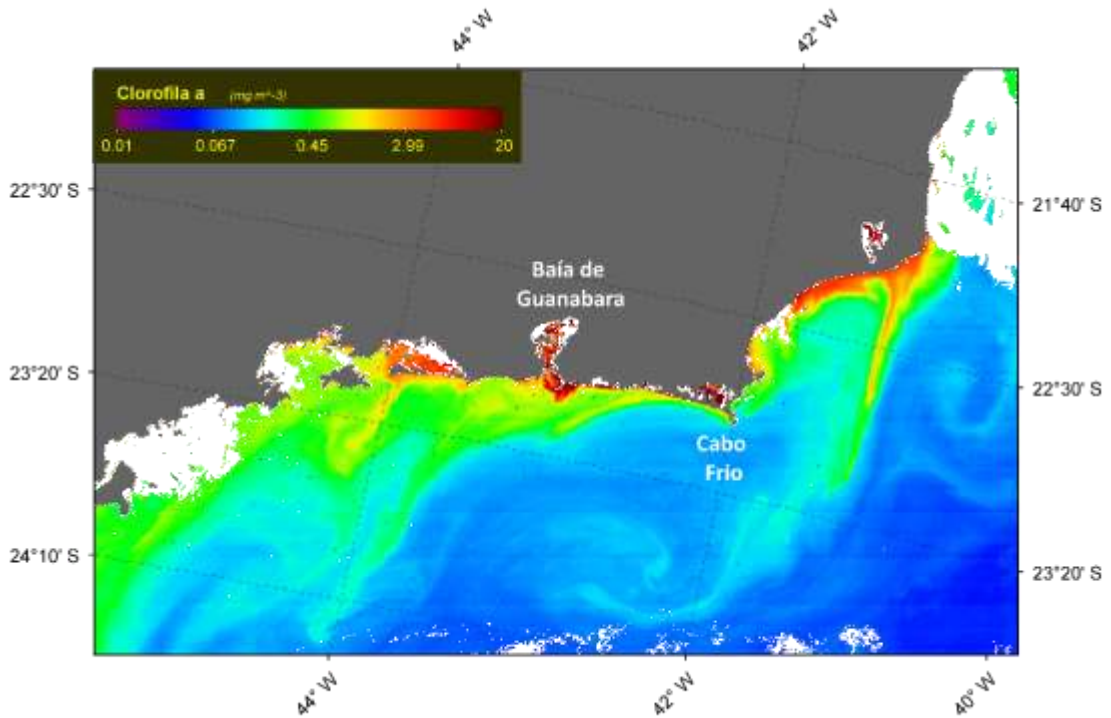 44° W
42° W
Clorofila a (mg m^-3)
0.01 0.067 0.45 2.99 20
22°30' S
21°40' S
Baía de
Guanabara
23°20' S
22°30' S
Cabo
Frio
24°10' S
23°20' S
44° W
42° W
40° W